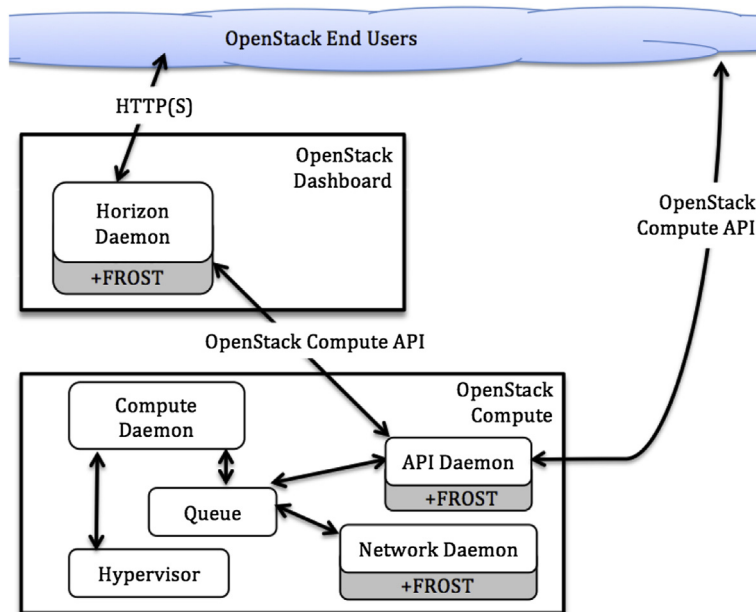 OpenStack End Users
HTTP(S)
OpenStack
Dashboard
Horizon
Daemon
+FROST
OpenStack
Compute API
OpenStack Compute API
OpenStack
Compute
Compute
Daemon
API Daemon
+FROST
Queue
Network Daemon
+FROST
Hypervisor